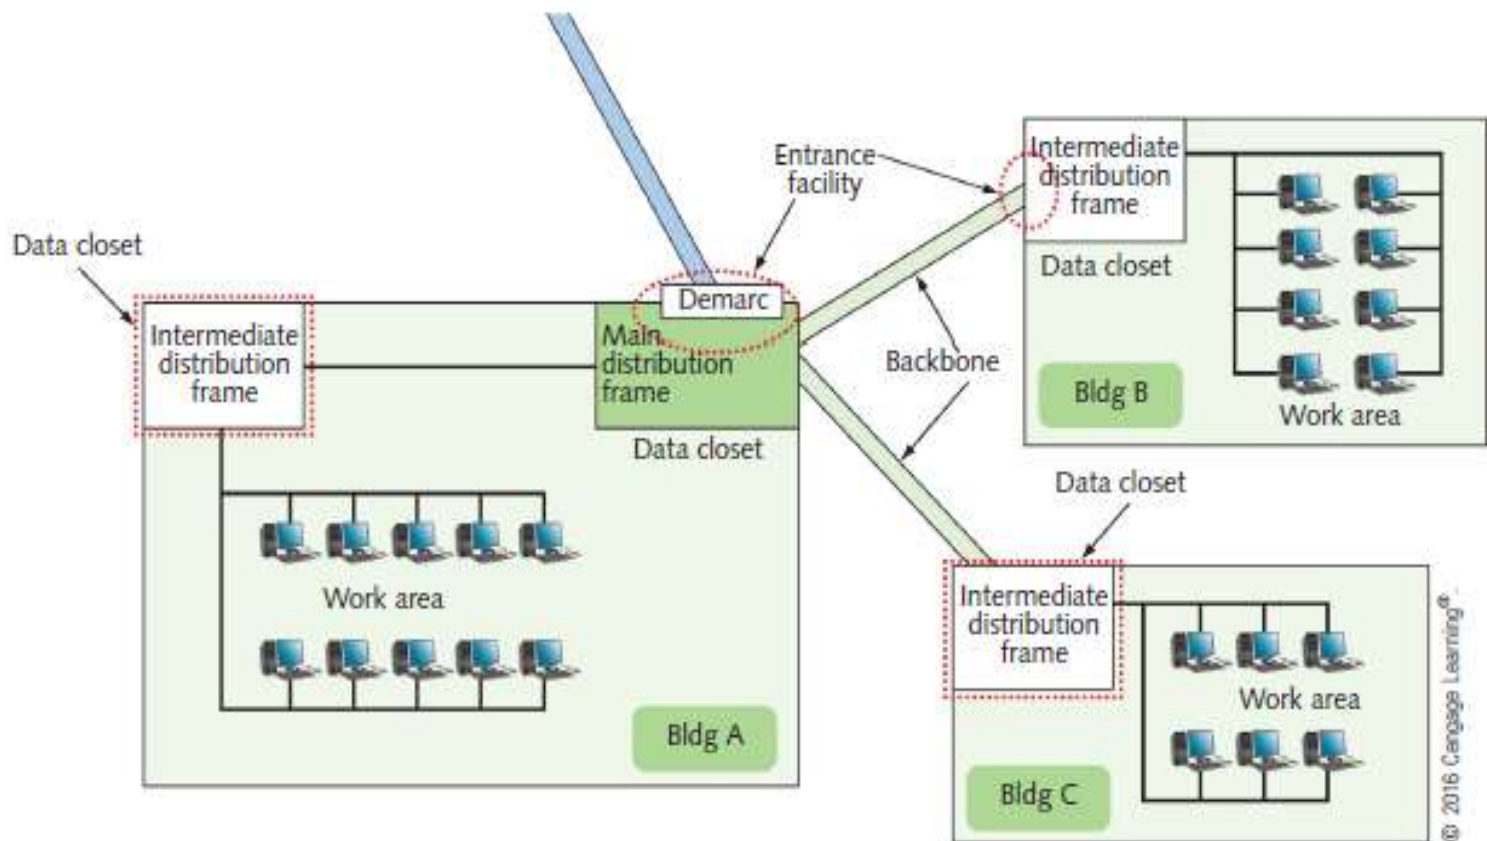 Data closet
Intermediate
distribution
frame
Demarc
Main
distribution
frame
Data closet
Work area
Bldg A
Entrance
facility
Backbone
Intermediate
distribution
frame
Data closet
Bldg B
Work area
Data closet
Intermediate
distribution
frame
Work area
Bldg C
© 2016 Cengage Learning®.